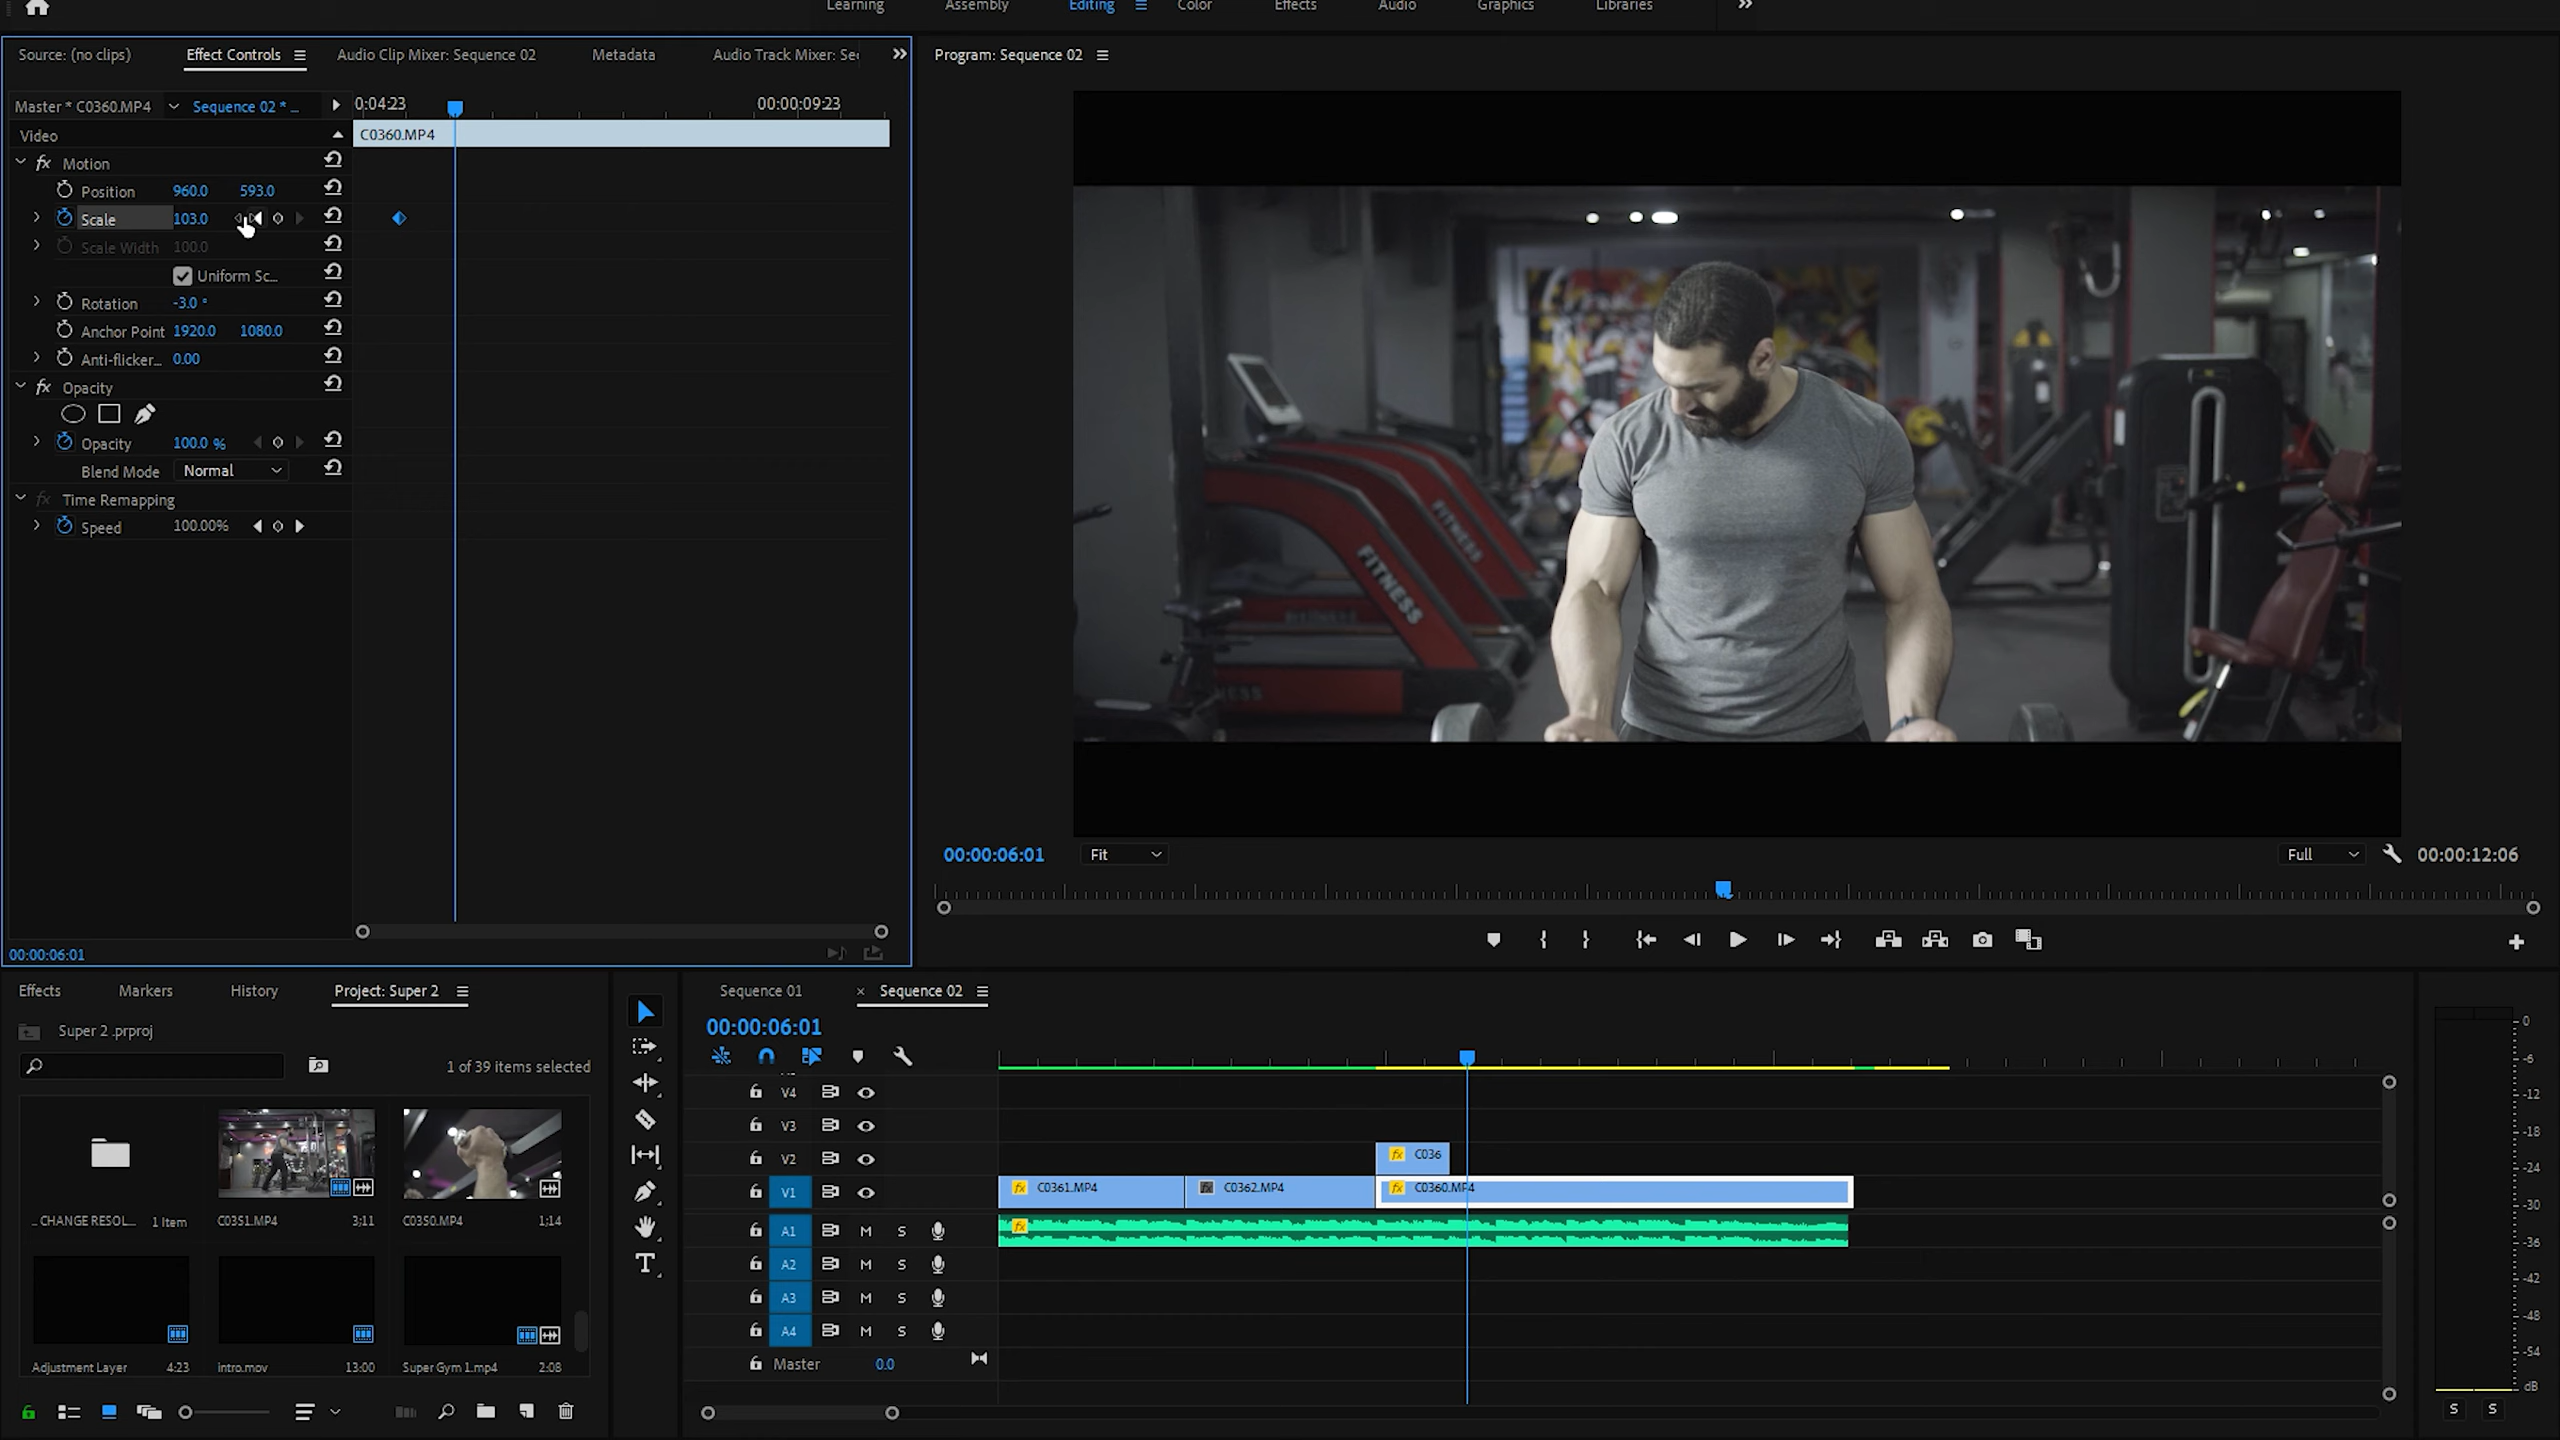 Learning Assembly Editing Color Effects Audio Graphics Libraries
Source: (no clips) Effect Controls Audio Clip Mixer: Sequence 02 Metadata Audio Track Mixer: Se
Program: Sequence 02
Master * C0360.MP4 Sequence 02 * ...
0:04:23 00:00:09:23
Video
C0360.MP4
fx Motion
Position 960.0 593.0
Scale 103.0
Scale Width 100.0
Uniform Sc...
Rotation -3.0 °
Anchor Point 1920.0 1080.0
Anti-flicker... 0.00
fx Opacity
Opacity 100.0 %
Blend Mode Normal
fx Time Remapping
Speed 100.00%
FITNESS
FITNESS
NESS
00:00:06:01 Fit Full 00:00:12:06
00:00:06:01
Effects Markers History Project: Super 2
Super 2 .prproj
1 of 39 items selected
_ CHANGE RESOL... 1 Item
C0351.MP4 3;11
C0350.MP4 1;14
Adjustment Layer 4:23
intro.mov 13:00
Super Gym 1.mp4 2:08
Sequence 01 × Sequence 02
00:00:06:01
V4
V3
V2 fx C036
V1 fx C0361.MP4 fx C0362.MP4 fx C0360.MP4
A1 M S fx
A2 M S
A3 M S
A4 M S
Master 0.0
0
-6
-12
-18
-24
-30
-36
-42
-48
-54
dB
S S